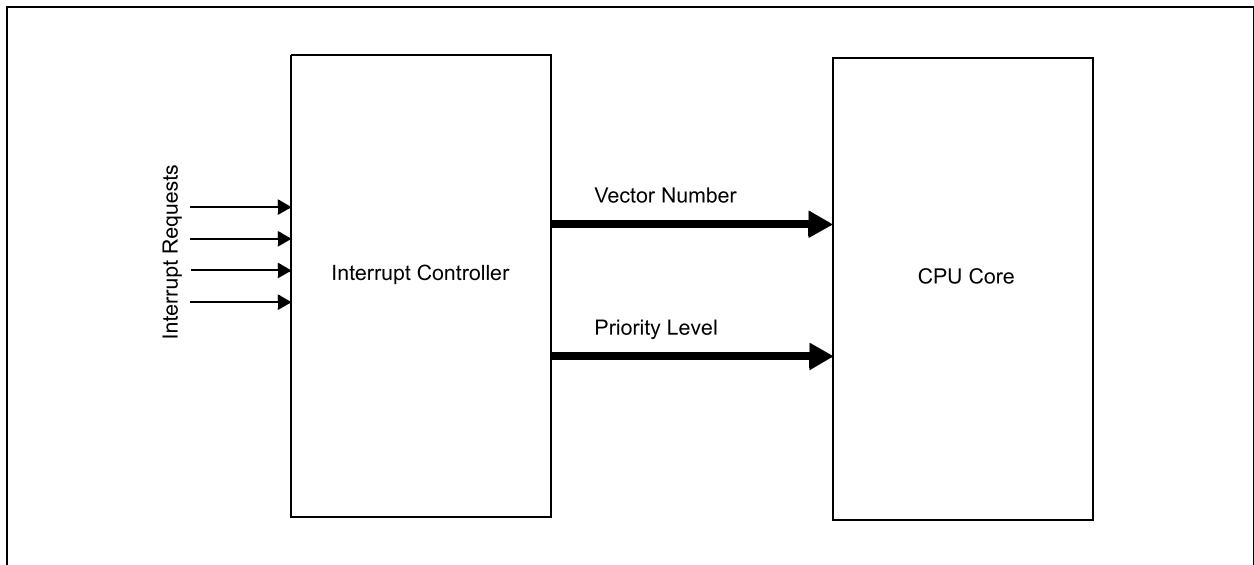 Interrupt Requests
Interrupt Controller
Vector Number
Priority Level
CPU Core